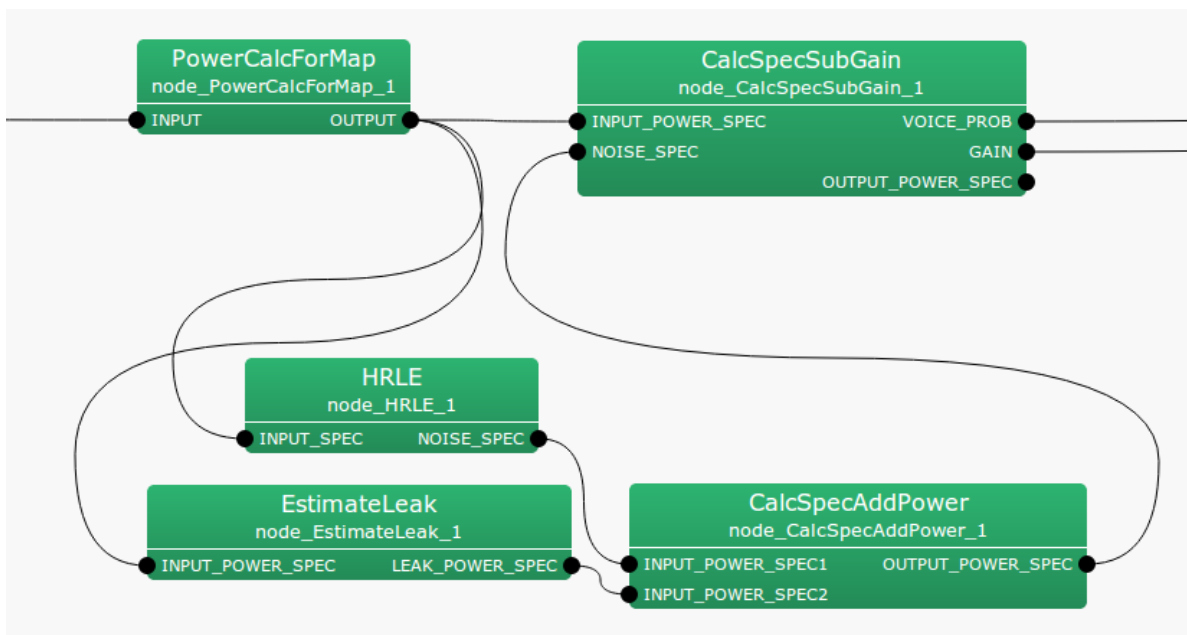 PowerCalcForMap
node_PowerCalcForMap_1
INPUT OUTPUT
CalcSpecSubGain
node_CalcSpecSubGain_1
INPUT_POWER_SPEC VOICE_PROB
NOISE_SPEC GAIN
OUTPUT_POWER_SPEC
HRLE
node_HRLE_1
INPUT_SPEC NOISE_SPEC
EstimateLeak
node_EstimateLeak_1
INPUT_POWER_SPEC LEAK_POWER_SPEC
CalcSpecAddPower
node_CalcSpecAddPower_1
INPUT_POWER_SPEC1 OUTPUT_POWER_SPEC
INPUT_POWER_SPEC2